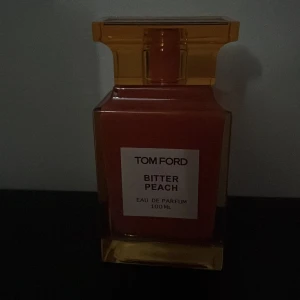 TOM FORD
BITTER
PEACH
EAU DE PARFUM
100ML